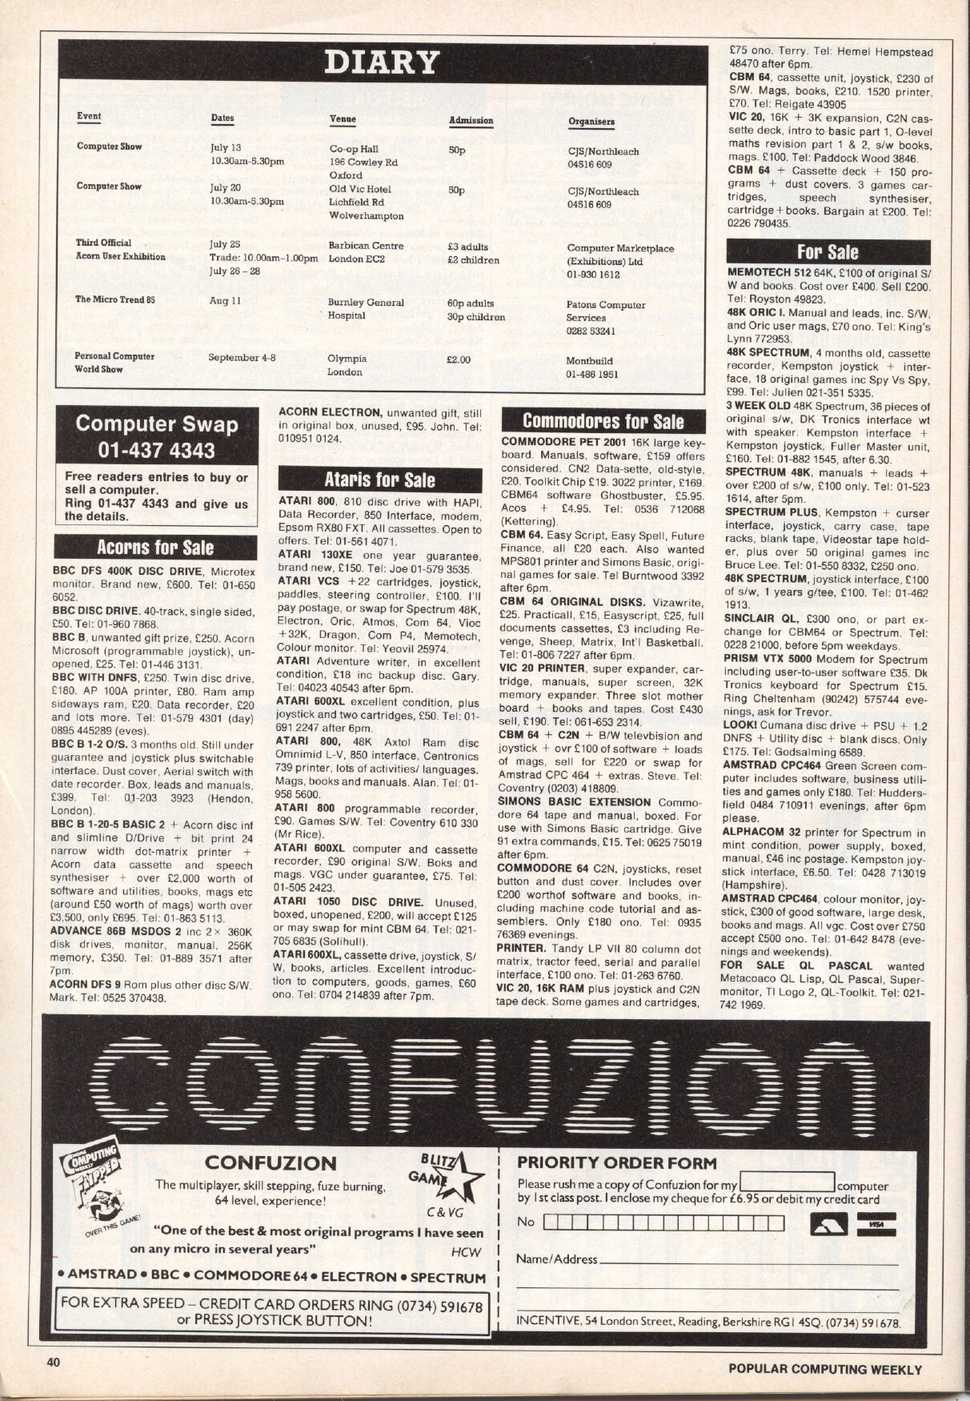 DIARY
Event Dates Venue Admission Organisers
Computer Show July 13 Co-op Hall 50p CJS/Northleach
10.30am-5.30pm 196 Cowley Rd 04516 609
Oxford
Computer Show July 20 Old Vic Hotel 50p CJS/Northleach
10.30am-5.30pm Lichfield Rd 04516 609
Wolverhampton
Third Official July 25 Barbican Centre £3 adults Computer Marketplace
Acorn User Exhibition Trade: 10.00am-1.00pm London EC2 £2 children (Exhibitions) Ltd
July 26 – 28 01-930 1612
The Micro Trend 85 Aug 11 Burnley General 60p adults Patons Computer
Hospital 30p children Services
0282 53241
Personal Computer September 4-8 Olympia £2.00 Montbuild
World Show London 01-486 1951
Computer Swap
01-437 4343
Free readers entries to buy or
sell a computer.
Ring 01-437 4343 and give us
the details.
Acorns for Sale
BBC DFS 400K DISC DRIVE, Microtex
monitor. Brand new, £600. Tel: 01-650
6052.
BBC DISC DRIVE. 40-track, single sided,
£50. Tel: 01-960 7868.
BBC B, unwanted gift prize, £250. Acorn
Microsoft (programmable joystick), un-
opened, £25. Tel: 01-446 3131.
BBC WITH DNFS, £250. Twin disc drive,
£160. AP 100A printer, £80. Ram amp
sideways ram, £20. Data recorder, £20
and lots more. Tel: 01-579 4301 (day)
0895 445289 (eves).
BBC B 1-2 O/S. 3 months old. Still under
guarantee and joystick plus switchable
interface. Dust cover, Aerial switch with
date recorder. Box, leads and manuals,
£399. Tel: 01-203 3923 (Hendon,
London).
BBC B 1-20-5 BASIC 2 + Acorn disc inf
and slimline D/Drive + bit print 24
narrow width dot-matrix printer +
Acorn data cassette and speech
synthesiser + over £2,000 worth of
software and utilities, books, mags etc
(around £50 worth of mags) worth over
£3,500, only £695. Tel: 01-863 5113.
ADVANCE 86B MSDOS 2 inc 2× 360K
disk drives, monitor, manual, 256K
memory, £350. Tel: 01-889 3571 after
7pm.
ACORN DFS 9 Rom plus other disc S/W.
Mark. Tel: 0525 370438.
ACORN ELECTRON, unwanted gift, still
in original box, unused, £95. John. Tel:
010951 0124.
Ataris for Sale
ATARI 800, 810 disc drive with HAPI,
Data Recorder, 850 Interface, modem,
Epsom RX80 FXT. All cassettes. Open to
offers. Tel: 01-561 4071.
ATARI 130XE one year guarantee,
brand new, £150. Tel: Joe 01-579 3535.
ATARI VCS +22 cartridges, joystick,
paddles, steering controller, £100. I'll
pay postage, or swap for Spectrum 48K,
Electron, Oric, Atmos, Com 64, Vioc
+32K, Dragon, Com P4, Memotech,
Colour monitor. Tel: Yeovil 25974.
ATARI Adventure writer, in excellent
condition, £18 inc backup disc. Gary.
Tel: 04023 40543 after 6pm.
ATARI 600XL excellent condition, plus
joystick and two cartridges, £50. Tel: 01-
691 2247 after 6pm.
ATARI 800, 48K Axtol Ram disc
Omnimid L-V, 850 interface, Centronics
739 printer, lots of activities/ languages.
Mags, books and manuals. Alan. Tel: 01-
958 5600.
ATARI 800 programmable recorder,
£90. Games S/W. Tel: Coventry 610 330
(Mr Rice).
ATARI 600XL computer and cassette
recorder, £90 original S/W. Boks and
mags. VGC under guarantee, £75. Tel:
01-505 2423.
ATARI 1050 DISC DRIVE. Unused,
boxed, unopened, £200, will accept £125
or may swap for mint CBM 64. Tel: 021-
705 6835 (Solihull).
ATARI 600XL, cassette drive, joystick, S/
W, books, articles. Excellent introduc-
tion to computers, goods, games, £60
ono. Tel: 0704 214839 after 7pm.
Commodores for Sale
COMMODORE PET 2001 16K large key-
board. Manuals, software, £159 offers
considered. CN2 Data-sette, old-style,
£20. Toolkit Chip £19. 3022 printer, £169.
CBM64 software Ghostbuster, £5.95.
Acos + £4.95. Tel: 0536 712068
(Kettering).
CBM 64. Easy Script, Easy Spell, Future
Finance, all £20 each. Also wanted
MPS801 printer and Simons Basic, origi-
nal games for sale. Tel Burntwood 3392
after 6pm.
CBM 64 ORIGINAL DISKS. Vizawrite,
£25. Practicall, £15, Easyscript, £25, full
documents cassettes, £3 including Re-
venge, Sheep, Matrix, Int'l Basketball.
Tel: 01-806 7227 after 6pm.
VIC 20 PRINTER, super expander, car-
tridge, manuals, super screen, 32K
memory expander. Three slot mother
board + books and tapes. Cost £430
sell, £190. Tel: 061-653 2314.
CBM 64 + C2N + B/W televbision and
joystick + ovr £100 of software + loads
of mags, sell for £220 or swap for
Amstrad CPC 464 + extras. Steve. Tel:
Coventry (0203) 418809.
SIMONS BASIC EXTENSION Commo-
dore 64 tape and manual, boxed. For
use with Simons Basic cartridge. Give
91 extra commands, £15. Tel: 0625 75019
after 6pm.
COMMODORE 64 C2N, joysticks, reset
button and dust cover. Includes over
£200 worthof software and books, in-
cluding machine code tutorial and as-
semblers. Only £180 ono. Tel: 0935
76369 evenings.
PRINTER. Tandy LP VII 80 column dot
matrix, tractor feed, serial and parallel
interface, £100 ono. Tel: 01-263 6760.
VIC 20, 16K RAM plus joystick and C2N
tape deck. Some games and cartridges,
£75 ono. Terry. Tel: Hemel Hempstead
48470 after 6pm.
CBM 64, cassette unit, joystick, £230 of
S/W. Mags, books, £210. 1520 printer,
£70. Tel: Reigate 43905
VIC 20, 16K + 3K expansion, C2N cas-
sette deck, intro to basic part 1, O-level
maths revision part 1 & 2, s/w books,
mags. £100. Tel: Paddock Wood 3846.
CBM 64 + Cassette deck + 150 pro-
grams + dust covers. 3 games car-
tridges, speech synthesiser,
cartridge+books. Bargain at £200. Tel:
0226 790435.
For Sale
MEMOTECH 512 64K, £100 of original S/
W and books. Cost over £400. Sell £200.
Tel: Royston 49823.
48K ORIC I. Manual and leads, inc. S/W,
and Oric user mags, £70 ono. Tel: King's
Lynn 772953.
48K SPECTRUM, 4 months old, cassette
recorder, Kempston joystick + inter-
face, 18 original games inc Spy Vs Spy,
£99. Tel: Julien 021-351 5335.
3 WEEK OLD 48K Spectrum, 36 pieces of
original s/w, DK Tronics interface wt
with speaker. Kempston interface +
Kempston joystick, Fuller Master unit,
£160. Tel: 01-882 1545, after 6.30.
SPECTRUM 48K, manuals + leads +
over £200 of s/w, £100 only. Tel: 01-523
1614, after 5pm.
SPECTRUM PLUS, Kempston + curser
interface, joystick, carry case, tape
racks, blank tape, Videostar tape hold-
er, plus over 50 original games inc
Bruce Lee. Tel: 01-550 8332, £250 ono.
48K SPECTRUM, joystick interface, £100
of s/w, 1 years g/tee, £100. Tel: 01-462
1913.
SINCLAIR QL, £300 ono, or part ex-
change for CBM64 or Spectrum. Tel:
0228 21000, before 5pm weekdays.
PRISM VTX 5000 Modem for Spectrum
including user-to-user software £35. Dk
Tronics keyboard for Spectrum £15.
Ring Cheltenham (90242) 575744 eve-
nings, ask for Trevor.
LOOK! Cumana disc drive + PSU + 1.2
DNFS + Utility disc + blank discs. Only
£175. Tel: Godsalming 6589.
AMSTRAD CPC464 Green Screen com-
puter includes software, business utili-
ties and games only £180. Tel: Hudders-
field 0484 710911 evenings, after 6pm
please.
ALPHACOM 32 printer for Spectrum in
mint condition, power supply, boxed,
manual, £46 inc postage. Kempston joy-
stick interface, £6.50. Tel: 0428 713019
(Hampshire).
AMSTRAD CPC464, colour monitor, joy-
stick, £300 of good software, large desk,
books and mags. All vgc. Cost over £750
accept £500 ono. Tel: 01-642 8478 (eve-
nings and weekends).
FOR SALE QL PASCAL wanted
Metacoaco QL Lisp, QL Pascal, Super-
monitor, TI Logo 2, QL-Toolkit. Tel: 021-
742 1969.
CONFUZION
COMPUTING
WEEKLY
FLIPPED
OVER THIS GAME!
CONFUZION
The multiplayer, skill stepping, fuze burning,
64 level, experience!
BLITZ
GAME
C & VG
"One of the best & most original programs I have seen
on any micro in several years"
HCW
• AMSTRAD • BBC • COMMODORE 64 • ELECTRON • SPECTRUM
FOR EXTRA SPEED – CREDIT CARD ORDERS RING (0734) 591678
or PRESS JOYSTICK BUTTON!
PRIORITY ORDER FORM
Please rush me a copy of Confuzion for my computer
by 1st class post. I enclose my cheque for £6.95 or debit my credit card
No
VISA
Name/Address
INCENTIVE, 54 London Street, Reading, Berkshire RG1 4SQ. (0734) 591678.
40
POPULAR COMPUTING WEEKLY